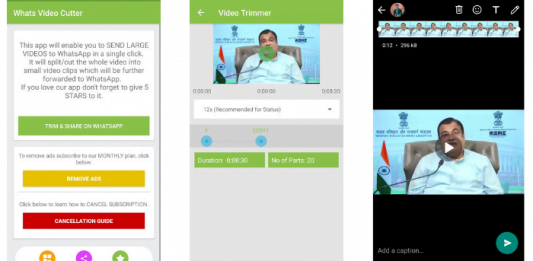 Whats Video Cutter
This app will enable you to SEND LARGE
VIDEOS to WhatsApp in a single click.
It will split/cut the whole video into
small video clips which will be further
forwarded to WhatsApp.
If you love our app don't forget to give 5
STARS to it.
TRIM & SHARE ON WHATSAPP
To remove ads subscribe to our MONTHLY plan, click
below.
REMOVE ADS
Click below to learn how to CANCEL SUBSCRIPTION.
CANCELLATION GUIDE
Video Trimmer
0:00:00 0:00:00 0:08:30
12s (Recommended for Status)
Duration 0:08:30
No of Parts: 20
T
0:12 • 296 kB
Add a caption...